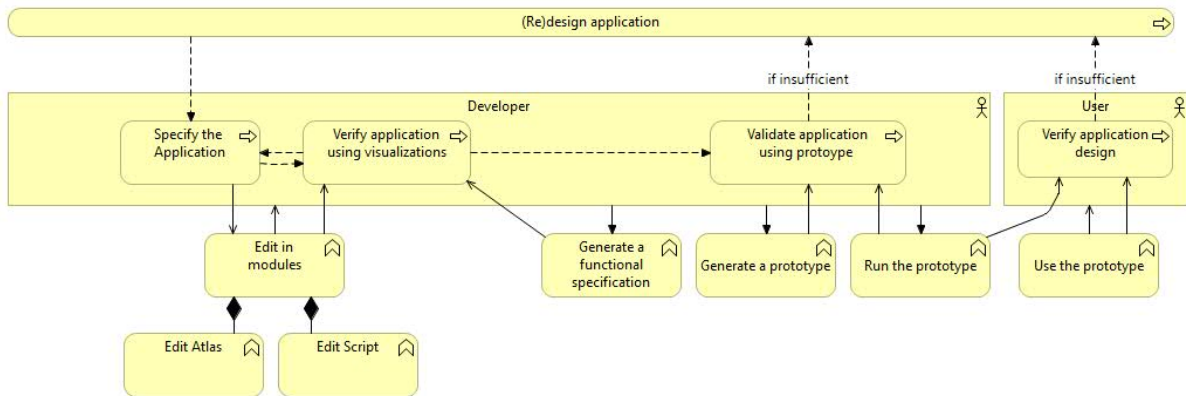 (Re)design application
if insufficient
if insufficient
Developer
User
Specify the
Application
Verify application
using visualizations
Validate application
using protoype
Verify application
design
Edit in
modules
Generate a
functional
specification
Generate a prototype
Run the prototype
Use the prototype
Edit Atlas
Edit Script